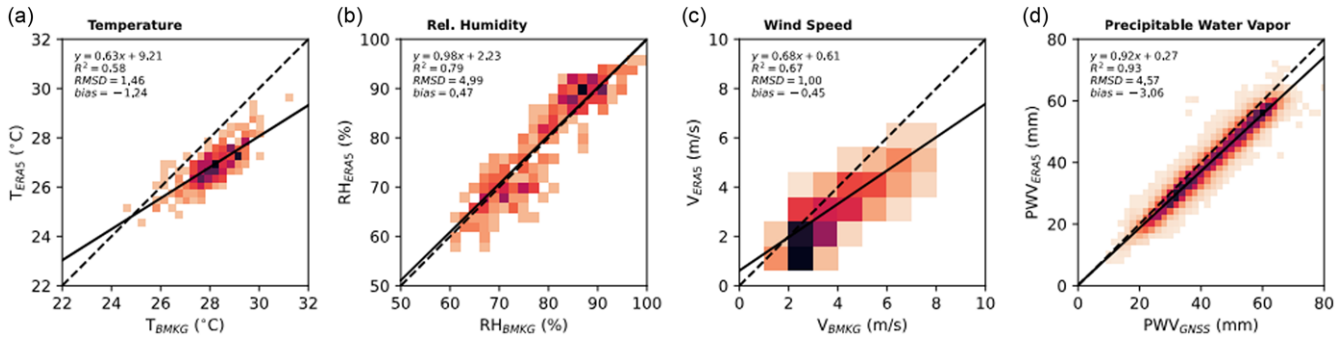 (a) Temperature
32
30
28
26
24
22
22 24 26 28 30 32
T_ERA5 (°C)
T_BMKG (°C)
y = 0.63x + 9.21
R² = 0.58
RMSD = 1,46
bias = −1,24
(b) Rel. Humidity
100
90
80
70
60
50
50 60 70 80 90 100
RH_ERA5 (%)
RH_BMKG (%)
y = 0.98x + 2.23
R² = 0.79
RMSD = 4,99
bias = 0,47
(c) Wind Speed
10
8
6
4
2
0
0 2 4 6 8 10
V_ERA5 (m/s)
V_BMKG (m/s)
y = 0.68x + 0.61
R² = 0.67
RMSD = 1,00
bias = −0,45
(d) Precipitable Water Vapor
80
60
40
20
0
0 20 40 60 80
PWV_ERA5 (mm)
PWV_GNSS (mm)
y = 0.92x + 0.27
R² = 0.93
RMSD = 4,57
bias = −3,06